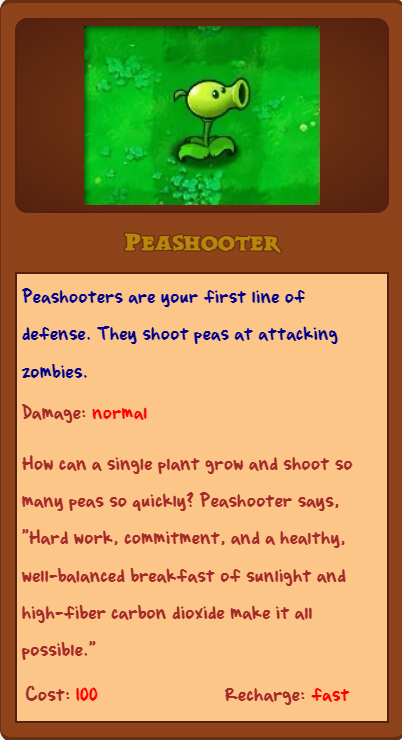 Peashooter
Peashooters are your first line of
defense. They shoot peas at attacking
zombies.
Damage: normal
How can a single plant grow and shoot so
many peas so quickly? Peashooter says,
"Hard work, commitment, and a healthy,
well-balanced breakfast of sunlight and
high-fiber carbon dioxide make it all
possible."
Cost: 100 Recharge: fast